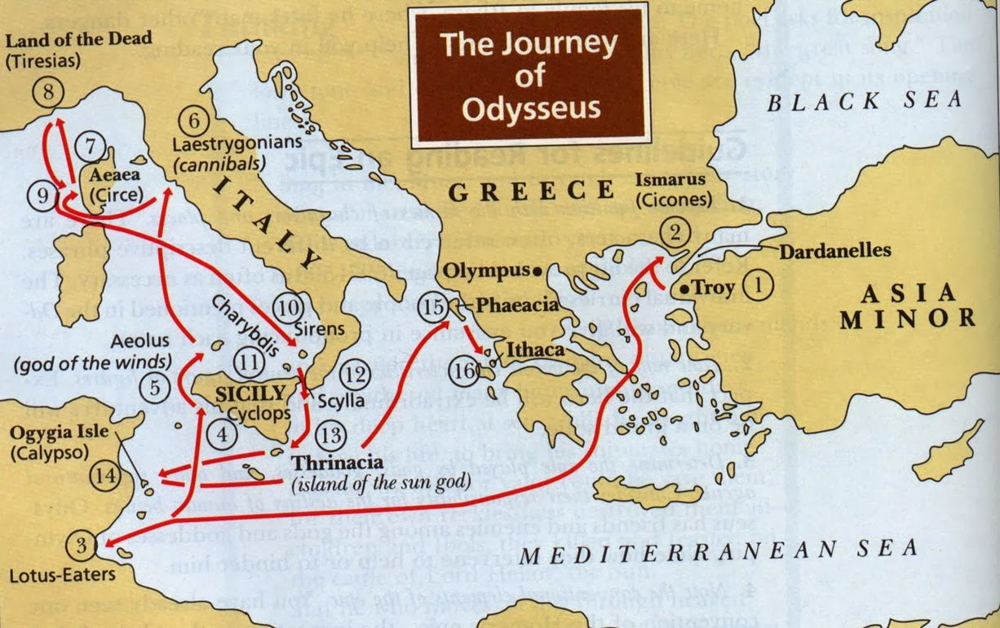 The Journey
of
Odysseus
Land of the Dead
(Tiresias)
8
BLACK SEA
6
Laestrygonians
(cannibals)
7
Aeaea
(Circe)
9
ITALY
GREECE
Ismarus
(Cicones)
2
Dardanelles
Olympus
Troy 1
ASIA
MINOR
15 Phaeacia
10
Sirens
Charybdis
Aeolus
(god of the winds)
5
11
Ithaca
16
12
Scylla
SICILY
Cyclops
4
13
Ogygia Isle
(Calypso)
14
Thrinacia
(island of the sun god)
3
Lotus-Eaters
MEDITERRANEAN SEA